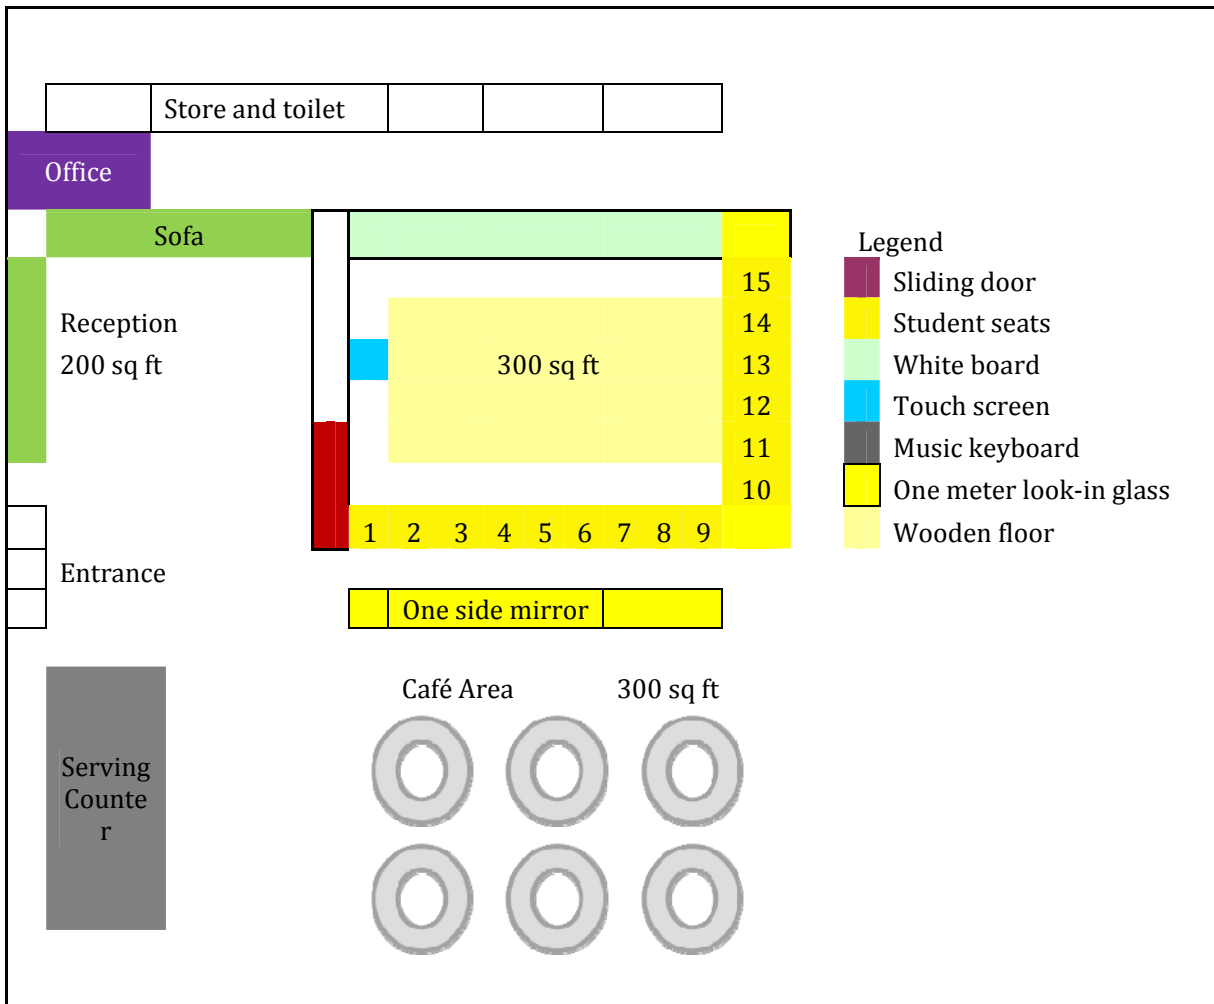 Store and toilet
Office
Sofa
Legend
15
Sliding door
Reception
14
Student seats
200 sq ft
300 sq ft
13
White board
12
Touch screen
11
Music keyboard
10
One meter look-in glass
1 2 3 4 5 6 7 8 9
Wooden floor
Entrance
One side mirror
Café Area 300 sq ft
Serving
Counte
r